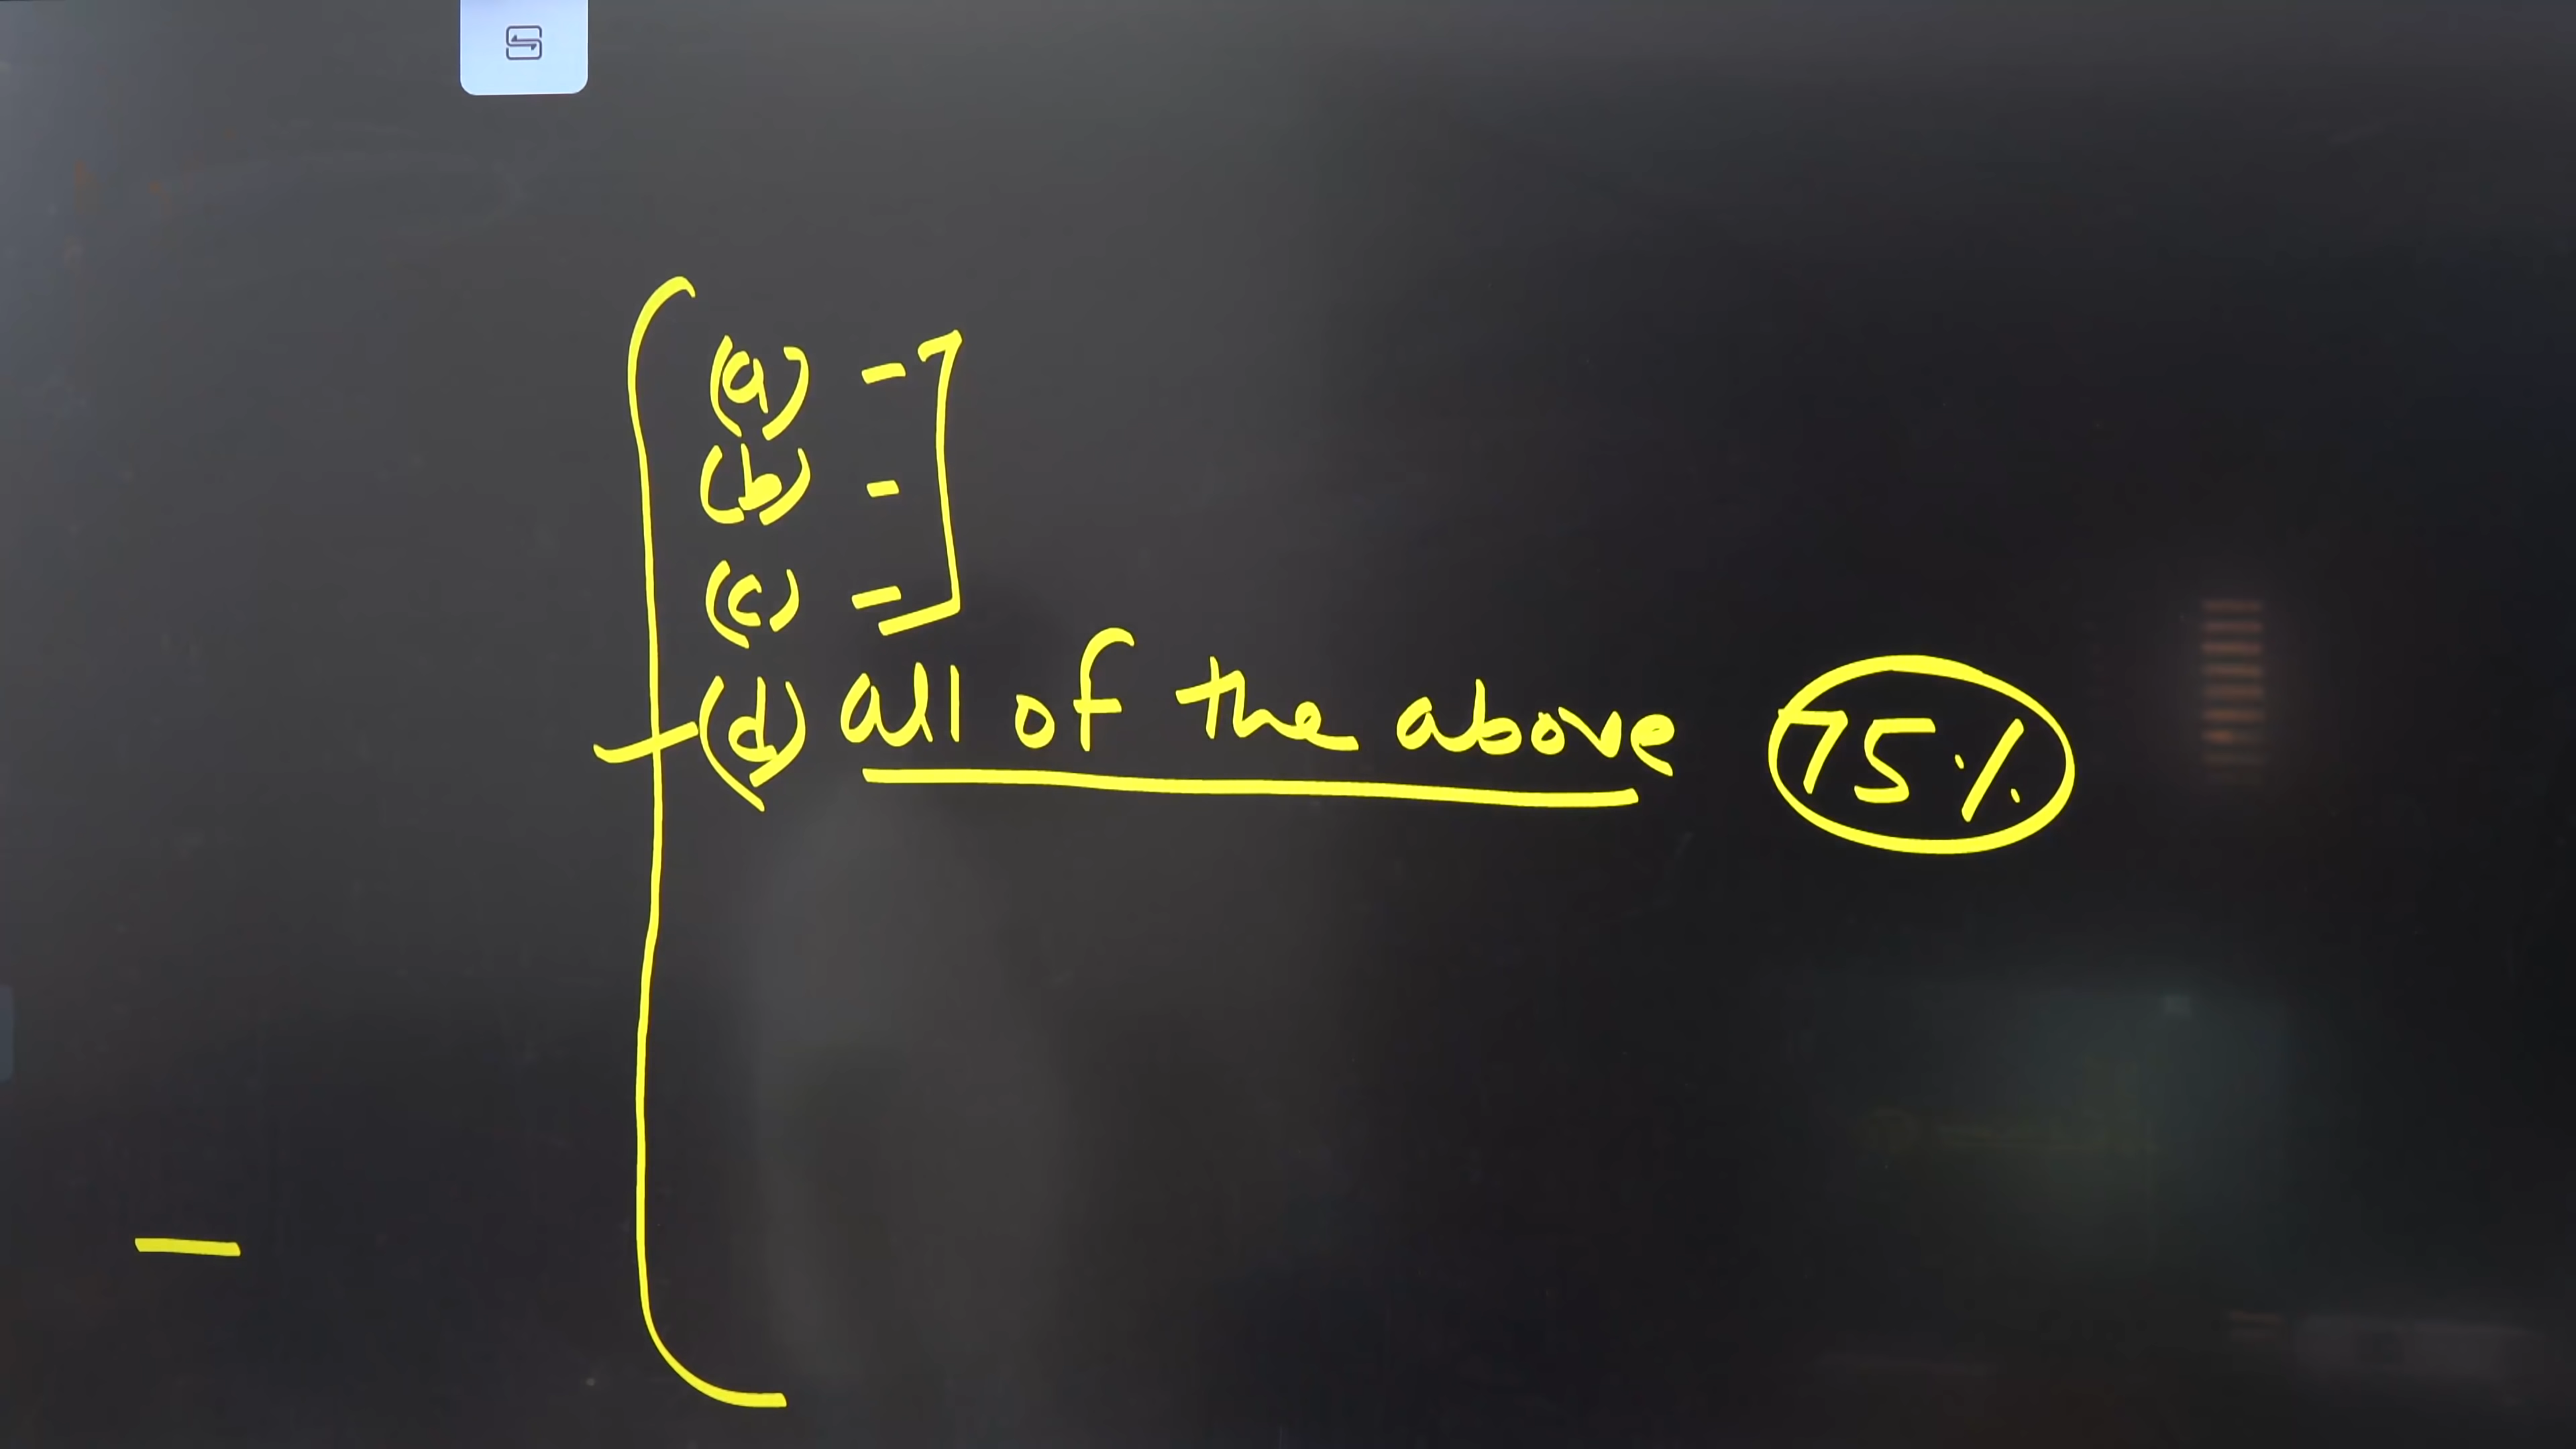 (a) -
(b) -
(c) -
(d) all of the above 75%